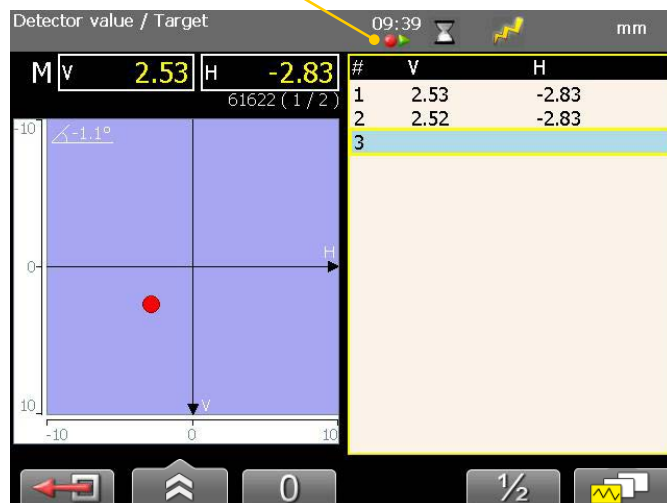 Detector value / Target 09:39 mm
M V 2.53 H -2.83
61622 ( 1 / 2 )
# V H
1 2.53 -2.83
2 2.52 -2.83
3
-10
-1.1°
H
0
10
V
-10 0 10
0 ½